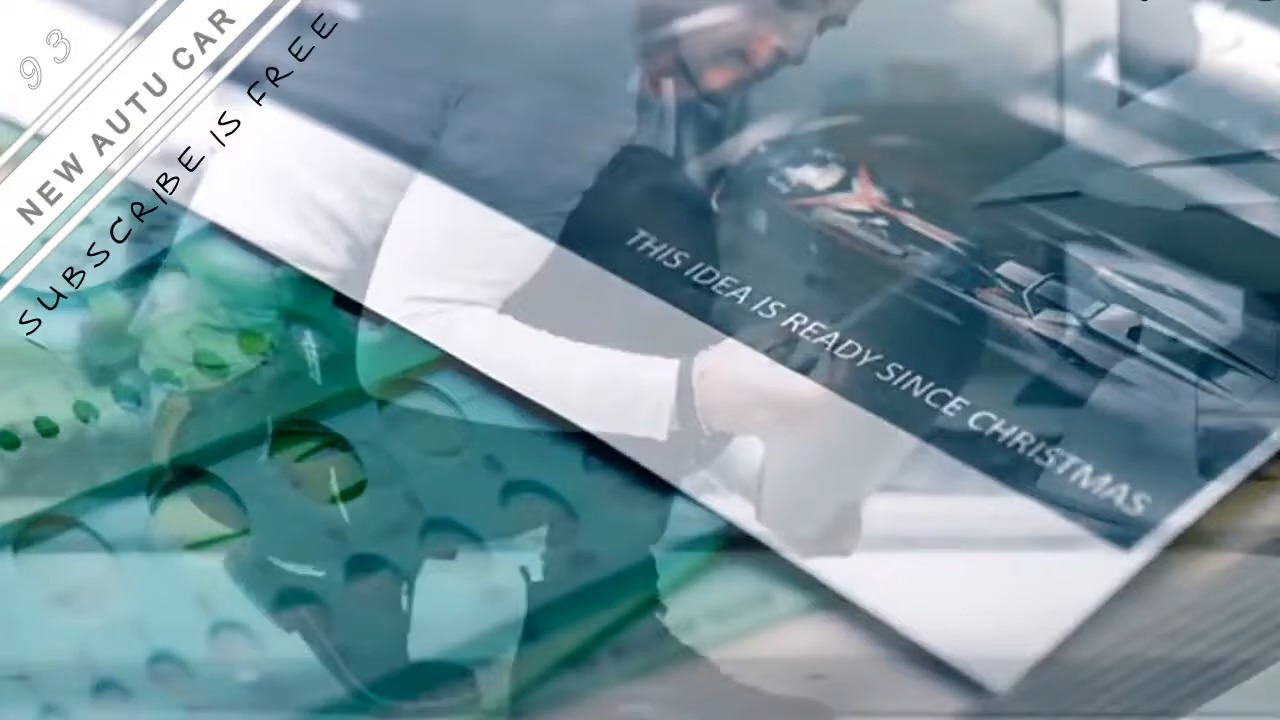 93
NEW AUTU CAR
SUBSCRIBE IS FREE
THIS IDEA IS READY SINCE CHRISTMAS